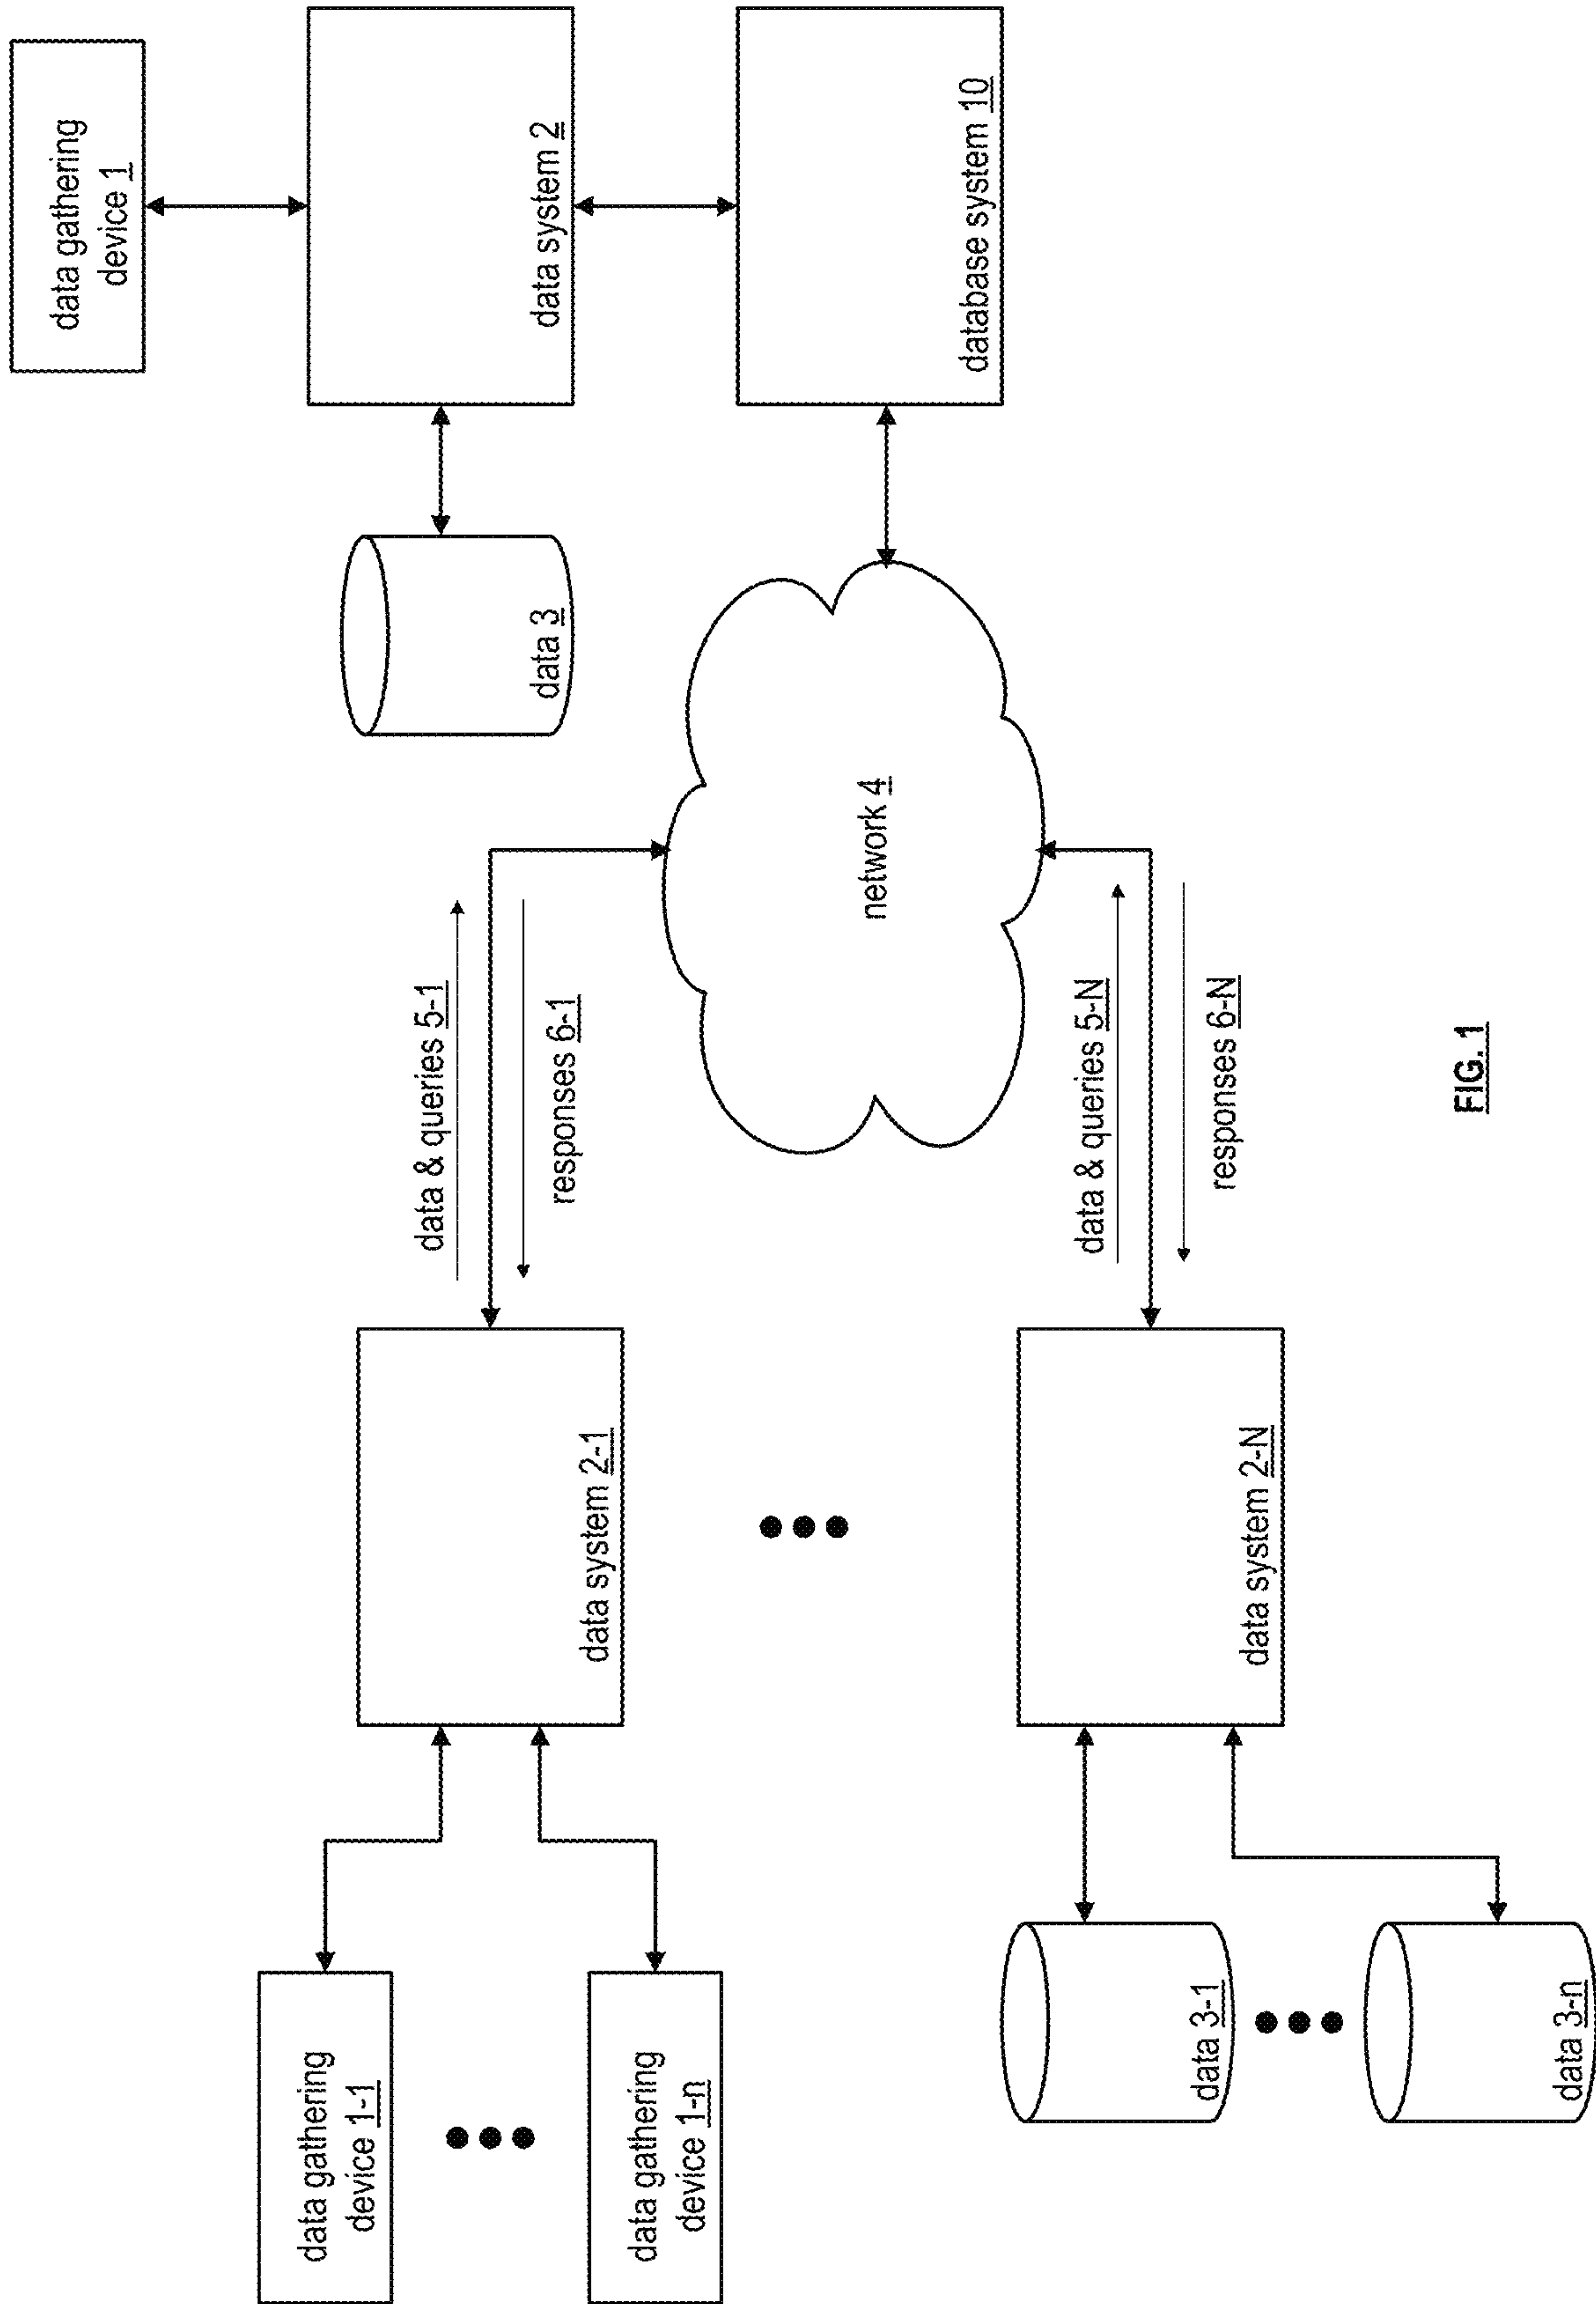 data gathering
device 1-1
data gathering
device 1-n
data system 2-1
data & queries 5-1
responses 6-1
data 3
data gathering
device 1
data system 2
database system 10
network 4
data 3-1
data 3-n
data system 2-N
data & queries 5-N
responses 6-N
FIG. 1